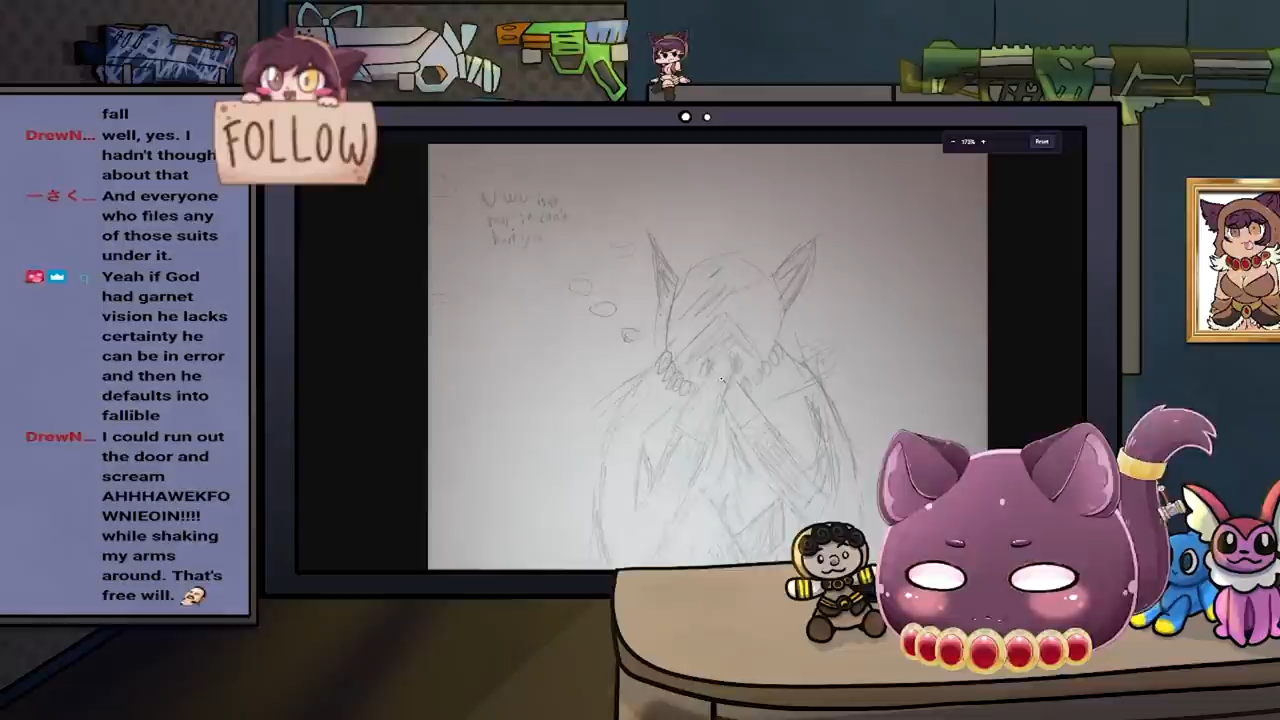 fall
DrewN... well, yes. I
hadn't though
about that
一さく... And everyone
who files any
of those suits
under it.
q Yeah if God
had garnet
vision he lacks
certainty he
can be in error
and then he
defaults into
fallible
DrewN... I could run out
the door and
scream
AHHHAWEKFO
WNIEOIN!!!!
while shaking
my arms
around. That's
free will.
FOLLOW
- 173% + Reset